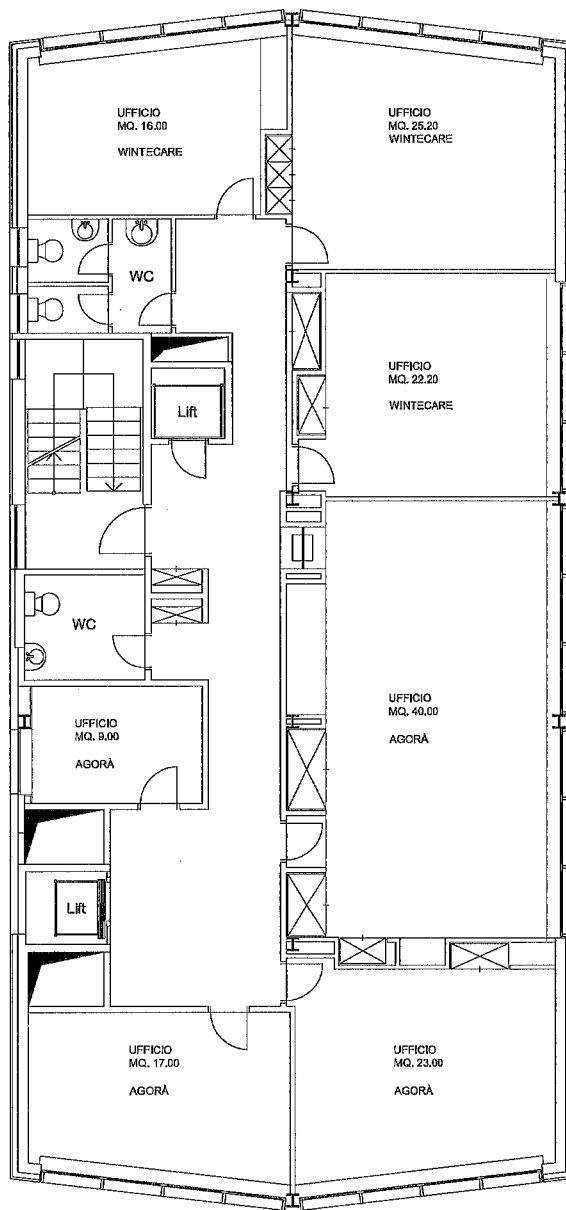 UFFICIO
MQ. 16.00
WINTECARE
UFFICIO
MQ. 25.20
WINTECARE
WC
UFFICIO
MQ. 22.20
WINTECARE
Lift
WC
UFFICIO
MQ. 40.00
AGORÀ
UFFICIO
MQ. 9.00
AGORÀ
Lift
UFFICIO
MQ. 17.00
AGORÀ
UFFICIO
MQ. 23.00
AGORÀ